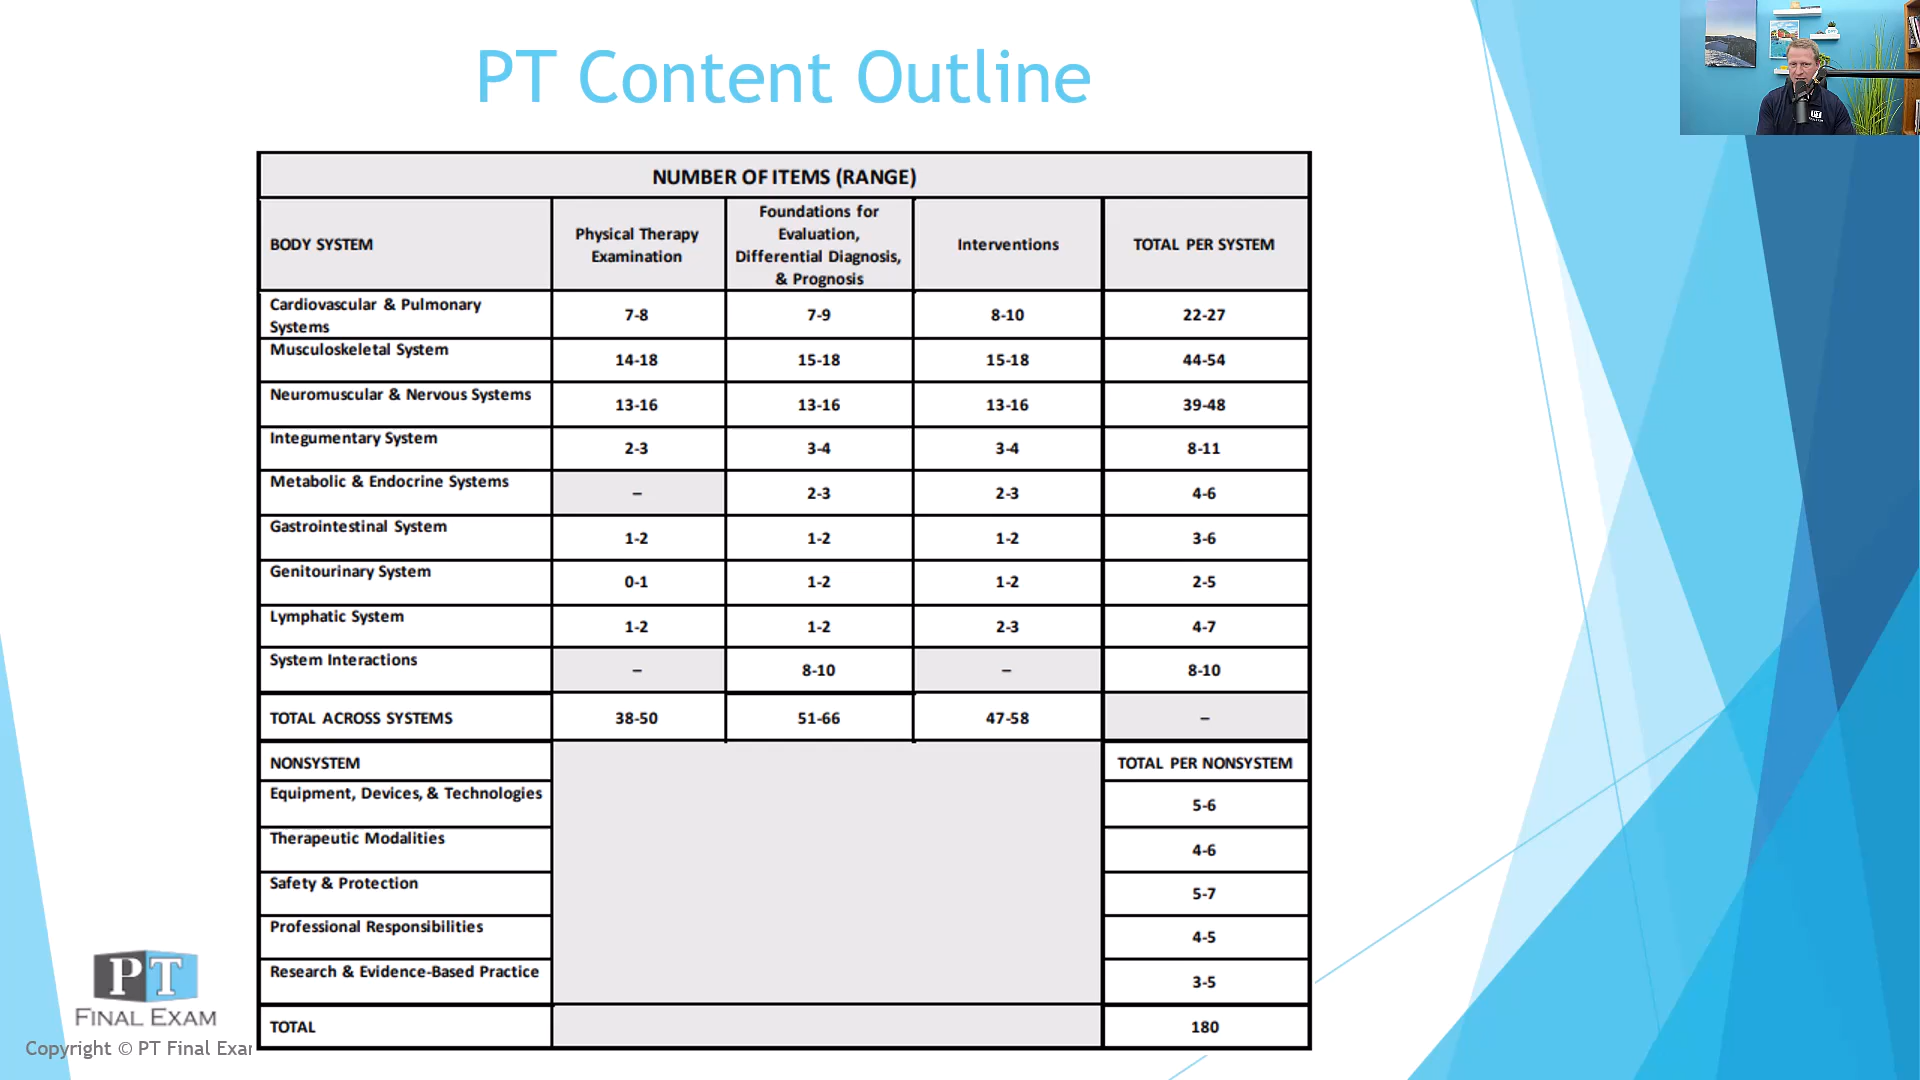 PT Content Outline
NUMBER OF ITEMS (RANGE)
BODY SYSTEM
Physical Therapy
Examination
Foundations for
Evaluation,
Differential Diagnosis,
& Prognosis
Interventions
TOTAL PER SYSTEM
Cardiovascular & Pulmonary
Systems
7-8
7-9
8-10
22-27
Musculoskeletal System
14-18
15-18
15-18
44-54
Neuromuscular & Nervous Systems
13-16
13-16
13-16
39-48
Integumentary System
2-3
3-4
3-4
8-11
Metabolic & Endocrine Systems
–
2-3
2-3
4-6
Gastrointestinal System
1-2
1-2
1-2
3-6
Genitourinary System
0-1
1-2
1-2
2-5
Lymphatic System
1-2
1-2
2-3
4-7
System Interactions
–
8-10
–
8-10
TOTAL ACROSS SYSTEMS
38-50
51-66
47-58
–
NONSYSTEM
TOTAL PER NONSYSTEM
Equipment, Devices, & Technologies
5-6
Therapeutic Modalities
4-6
Safety & Protection
5-7
Professional Responsibilities
4-5
Research & Evidence-Based Practice
3-5
TOTAL
180
PT
FINAL EXAM
Copyright © PT Final Exa
PT